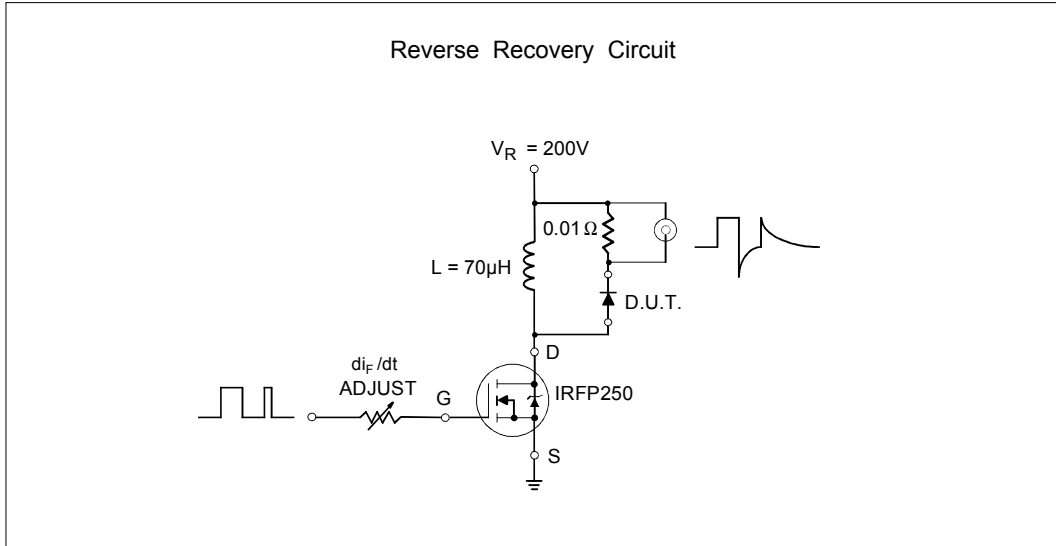 Reverse Recovery Circuit
V_R = 200V
0.01 Ω
L = 70µH
D.U.T.
di_F/dt
ADJUST
D
G
IRFP250
S